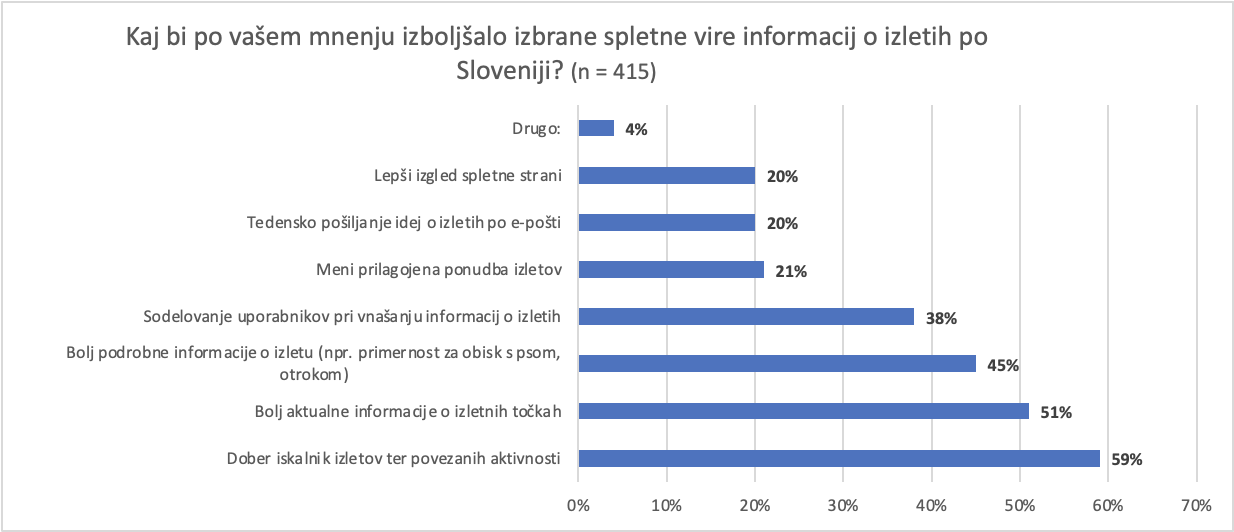 Kaj bi po vašem mnenju izboljšalo izbrane spletne vire informacij o izletih po
Sloveniji? (n = 415)
Drugo:
4%
Lepši izgled spletne strani
20%
Tedensko pošiljanje idej o izletih po e-pošti
20%
Meni prilagojena ponudba izletov
21%
Sodelovanje uporabnikov pri vnašanju informacij o izletih
38%
Bolj podrobne informacije o izletu (npr. primernost za obisk s psom,
otrokom)
45%
Bolj aktualne informacije o izletnih točkah
51%
Dober iskalnik izletov ter povezanih aktivnosti
59%
0% 10% 20% 30% 40% 50% 60% 70%